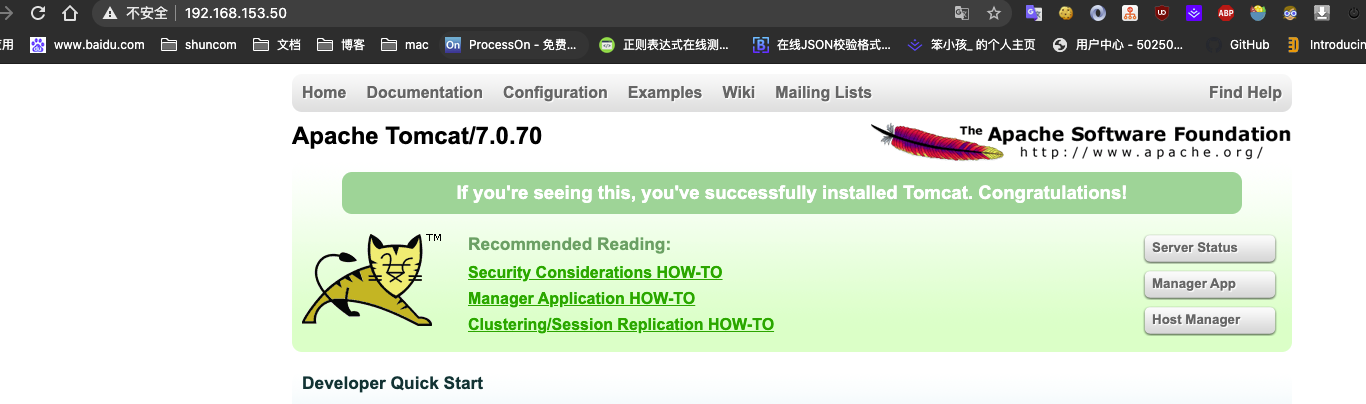 不安全 192.168.153.50
应用 www.baidu.com shuncom 文档 博客 mac On ProcessOn - 免费... 正则表达式在线测... 在线JSON校验格式... 笨小孩_ 的个人主页 用户中心 - 50250... GitHub Introducin
Home Documentation Configuration Examples Wiki Mailing Lists Find Help
Apache Tomcat/7.0.70
The Apache Software Foundation
http://www.apache.org/
If you're seeing this, you've successfully installed Tomcat. Congratulations!
TM
Recommended Reading:
Security Considerations HOW-TO
Manager Application HOW-TO
Clustering/Session Replication HOW-TO
Server Status
Manager App
Host Manager
Developer Quick Start